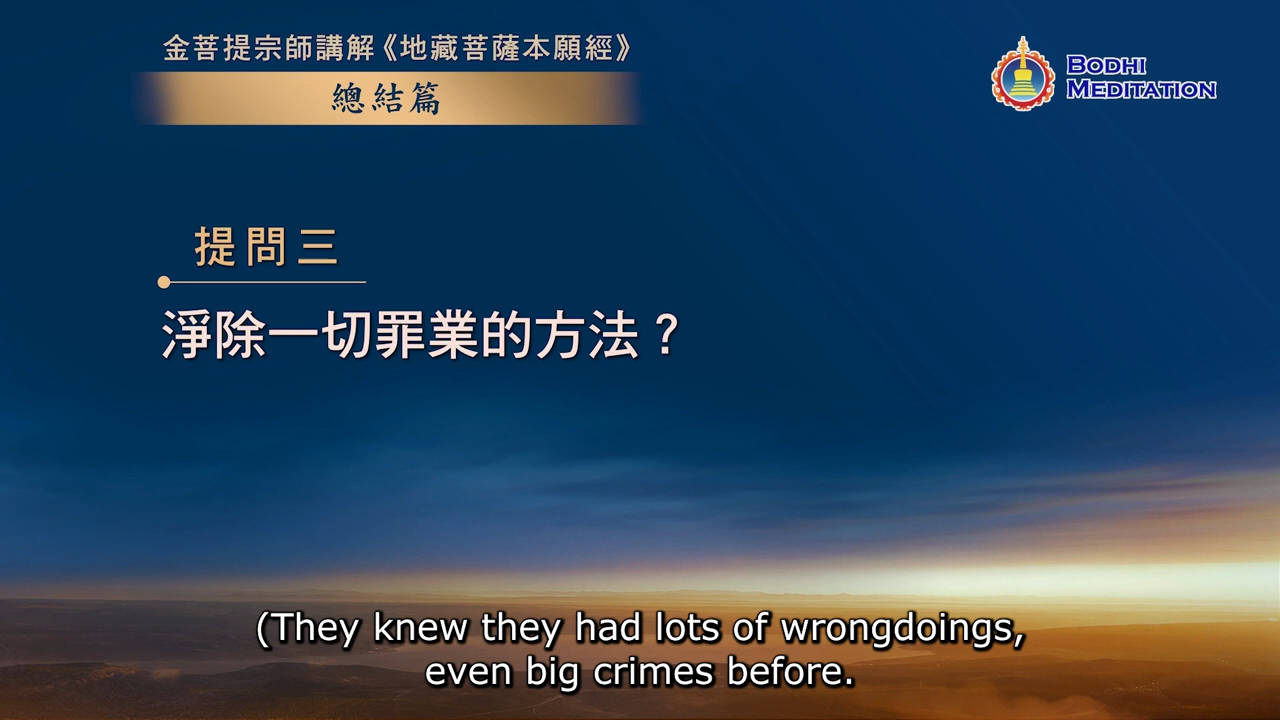 金菩提宗師講解《地藏菩薩本願經》
總結篇
BODHI
MEDITATION
提問三
淨除一切罪業的方法？
(They knew they had lots of wrongdoings,
even big crimes before.